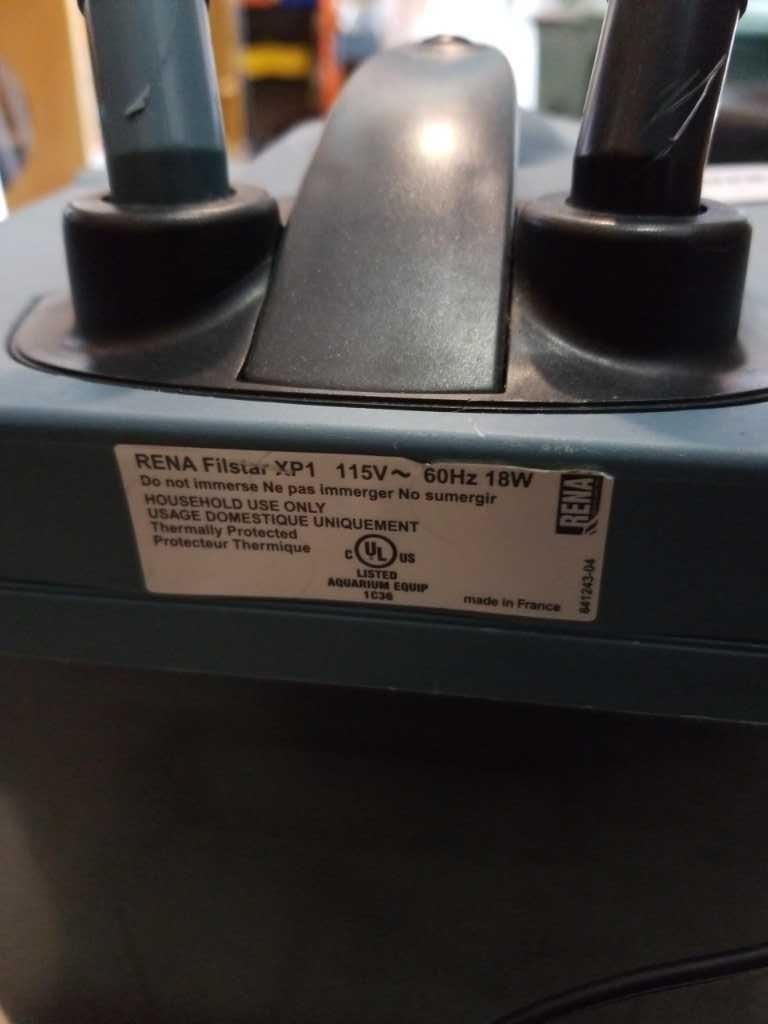 RENA Filstar XP1 115V~ 60Hz 18W
Do not immerse Ne pas immerger No sumergir
HOUSEHOLD USE ONLY
USAGE DOMESTIQUE UNIQUEMENT
Thermally Protected
Protecteur Thermique
C UL US
LISTED
AQUARIUM EQUIP
1C36
made in France
RENA
841243-04